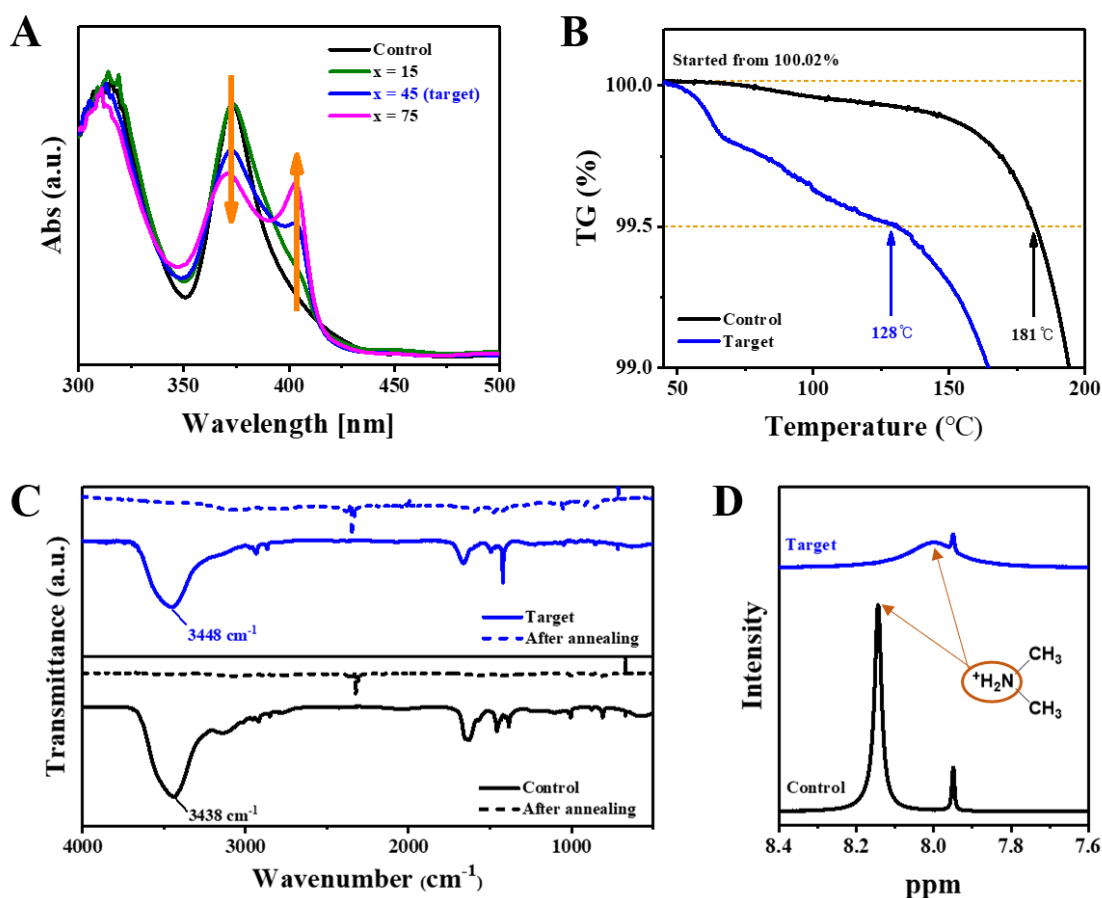 A
Control
x = 15
x = 45 (target)
x = 75
Abs (a.u.)
300 350 400 450 500
Wavelength [nm]
B
Started from 100.02%
100.0
99.5
99.0
TG (%)
Control
Target
128℃
181℃
50 100 150 200
Temperature (°C)
C
Transmittance (a.u.)
3448 cm-1
Target
After annealing
3438 cm-1
Control
After annealing
4000 3000 2000 1000
Wavenumber (cm-1)
D
Target
Intensity
+H2N
CH3
CH3
Control
8.4 8.2 8.0 7.8 7.6
ppm